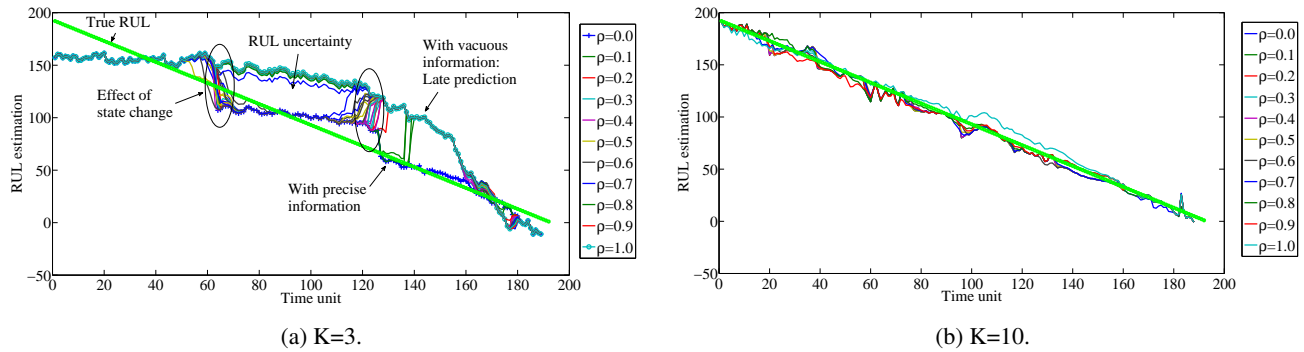 200
150
100
50
0
−50
0 20 40 60 80 100 120 140 160 180 200
RUL estimation
Time unit
True RUL
RUL uncertainty
With vacuous
information:
Late prediction
Effect of
state change
With precise
information
ρ=0.0
ρ=0.1
ρ=0.2
ρ=0.3
ρ=0.4
ρ=0.5
ρ=0.6
ρ=0.7
ρ=0.8
ρ=0.9
ρ=1.0
(a) K=3.
200
150
100
50
0
−50
0 20 40 60 80 100 120 140 160 180 200
RUL estimation
Time unit
ρ=0.0
ρ=0.1
ρ=0.2
ρ=0.3
ρ=0.4
ρ=0.5
ρ=0.6
ρ=0.7
ρ=0.8
ρ=0.9
ρ=1.0
(b) K=10.